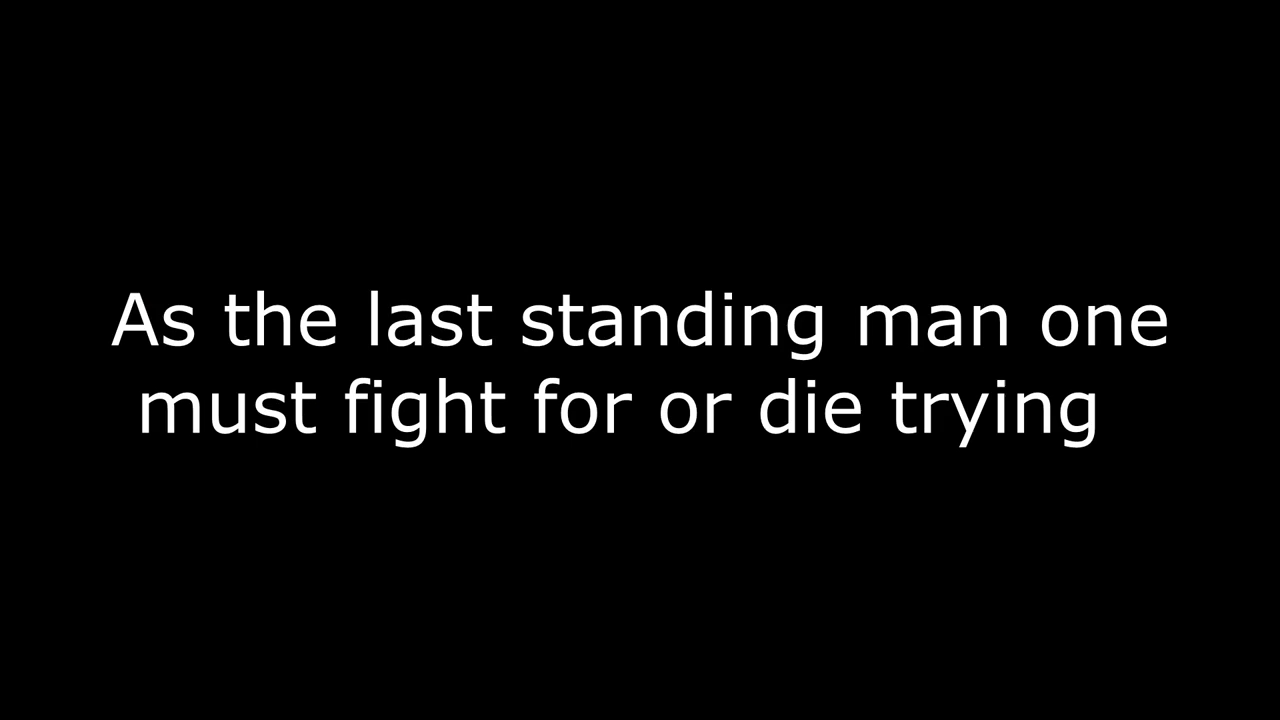 As the last standing man one
must fight for or die trying